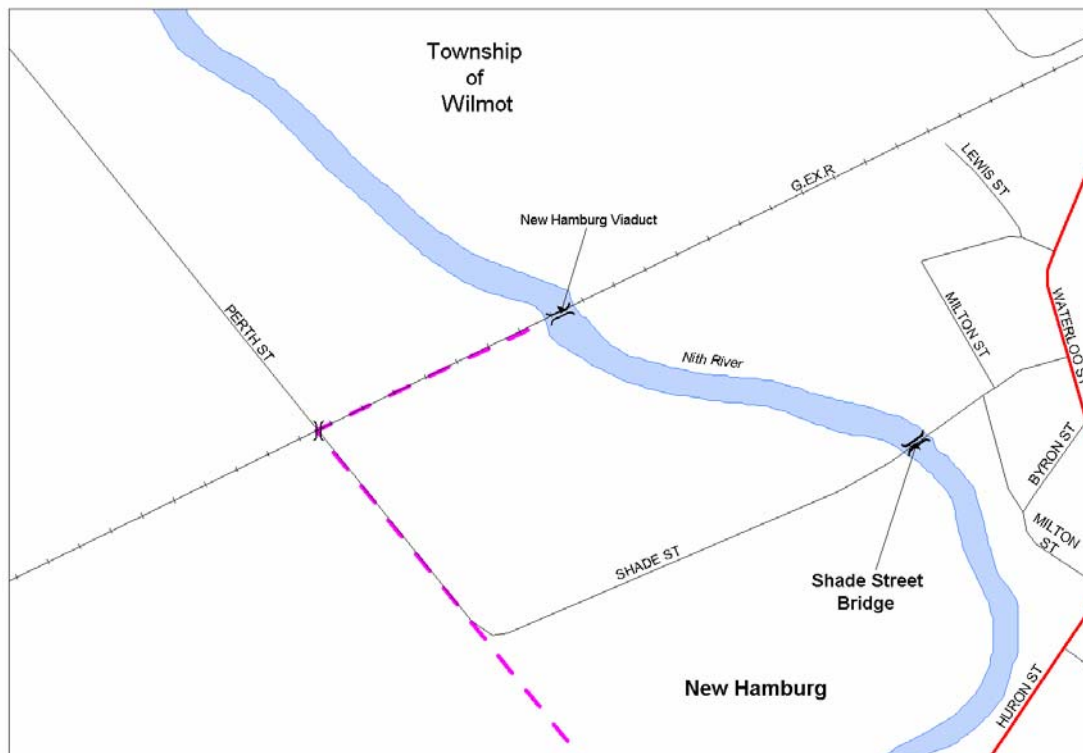 Township
of
Wilmot
LEWIS ST
G.EX.R
New Hamburg Viaduct
PERTH ST
MILTON ST
WATERLOO ST
Nith River
BYRON ST
MILTON
ST
SHADE ST
Shade Street
Bridge
New Hamburg
HURON ST